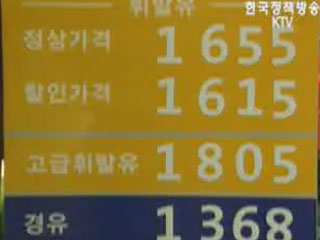 한국정책방송
KTV
휘발유
정상가격 1655
할인가격 1615
고급휘발유 1805
경유 1368